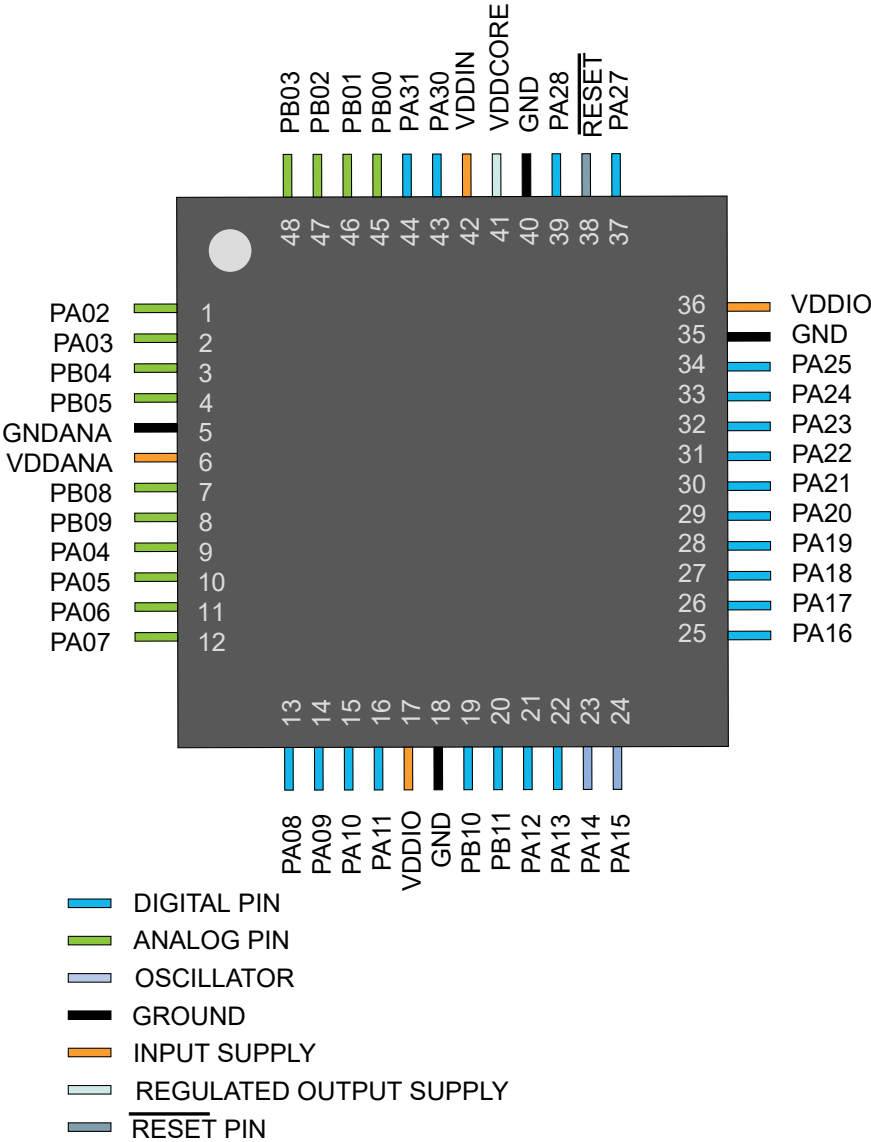 PB03
PB02
PB01
PB00
PA31
PA30
VDDIN
VDDCORE
GND
PA28
RESET
PA27
48
47
46
45
44
43
42
41
40
39
38
37
PA02 1
PA03 2
PB04 3
PB05 4
GNDANA 5
VDDANA 6
PB08 7
PB09 8
PA04 9
PA05 10
PA06 11
PA07 12
36 VDDIO
35 GND
34 PA25
33 PA24
32 PA23
31 PA22
30 PA21
29 PA20
28 PA19
27 PA18
26 PA17
25 PA16
13
14
15
16
17
18
19
20
21
22
23
24
PA08
PA09
PA10
PA11
VDDIO
GND
PB10
PB11
PA12
PA13
PA14
PA15
DIGITAL PIN
ANALOG PIN
OSCILLATOR
GROUND
INPUT SUPPLY
REGULATED OUTPUT SUPPLY
RESET PIN